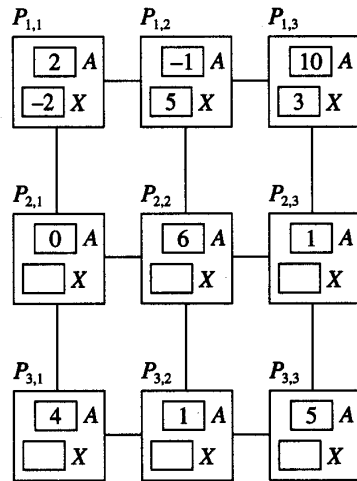 P1,1 P1,2 P1,3
2 A –1 A 10 A
–2 X 5 X 3 X
P2,1 P2,2 P2,3
0 A 6 A 1 A
X X X
P3,1 P3,2 P3,3
4 A 1 A 5 A
X X X